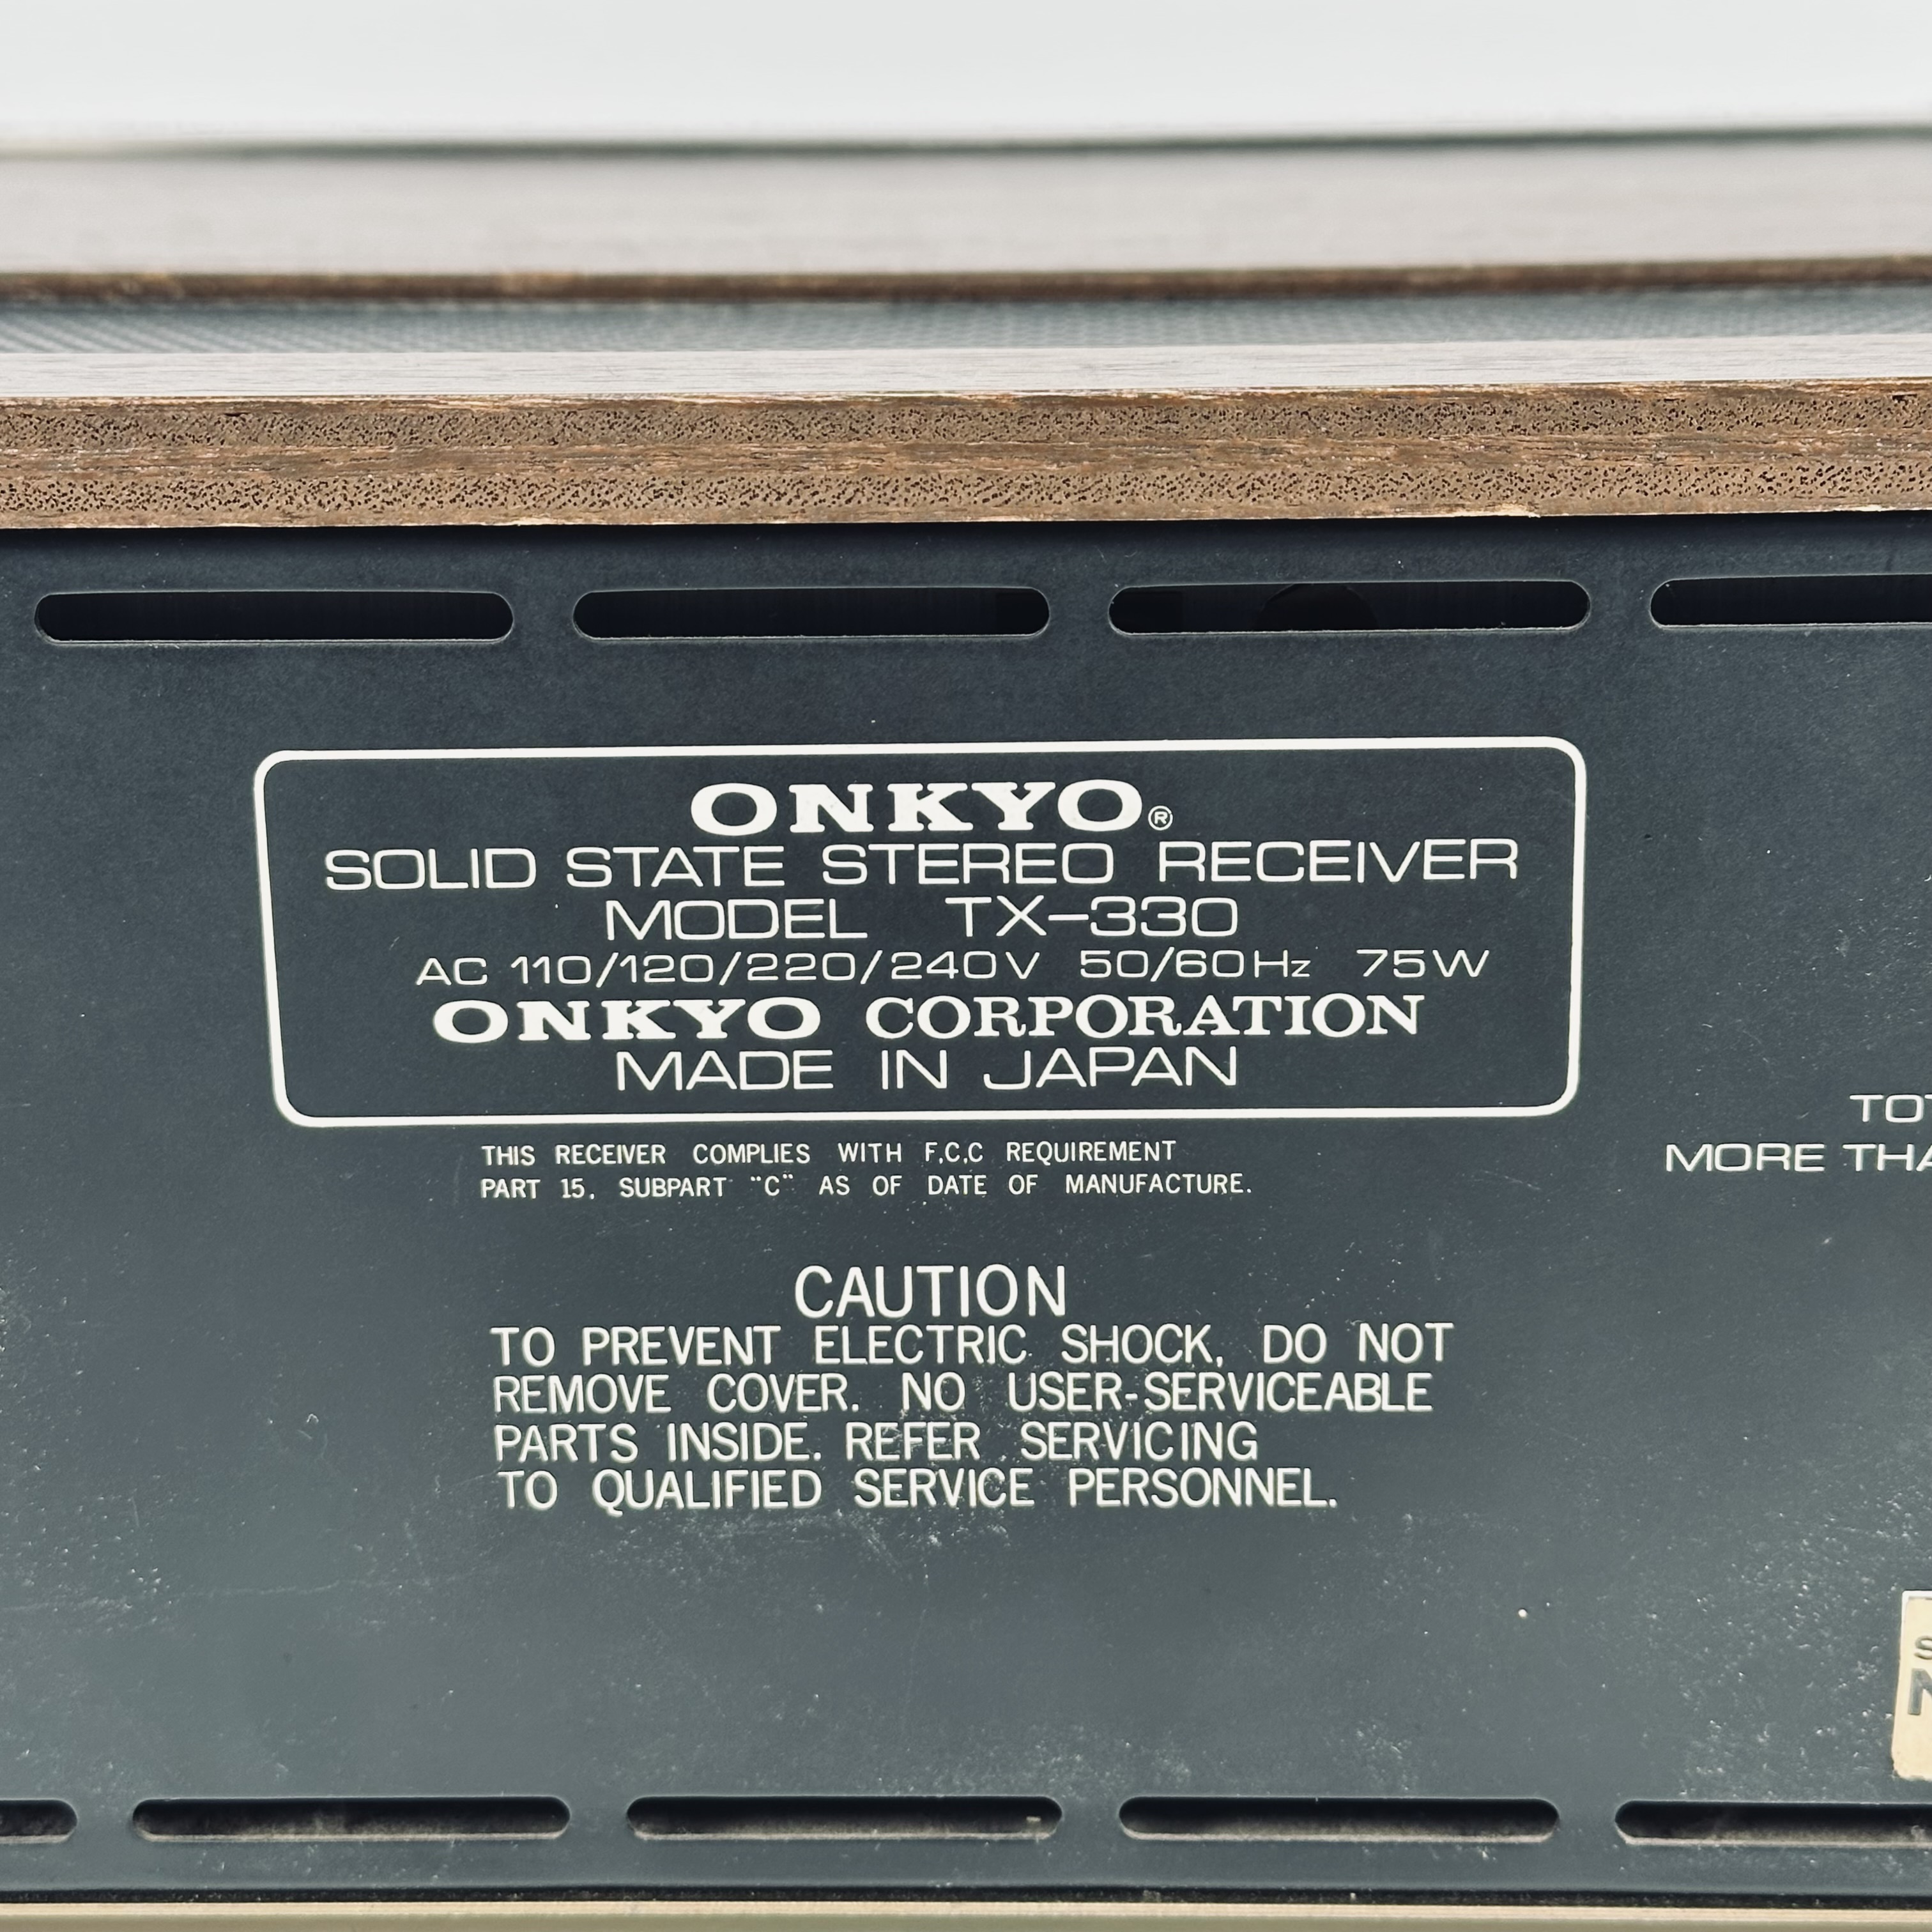 ONKYO®
SOLID STATE STEREO RECEIVER
MODEL TX-330
AC 110/120/220/240V 50/60Hz 75W
ONKYO CORPORATION
MADE IN JAPAN
THIS RECEIVER COMPLIES WITH F.C.C REQUIREMENT
PART 15. SUBPART "C" AS OF DATE OF MANUFACTURE.
MORE
CAUTION
TO PREVENT ELECTRIC SHOCK, DO NOT
REMOVE COVER. NO USER-SERVICEABLE
PARTS INSIDE. REFER SERVICING
TO QUALIFIED SERVICE PERSONNEL.